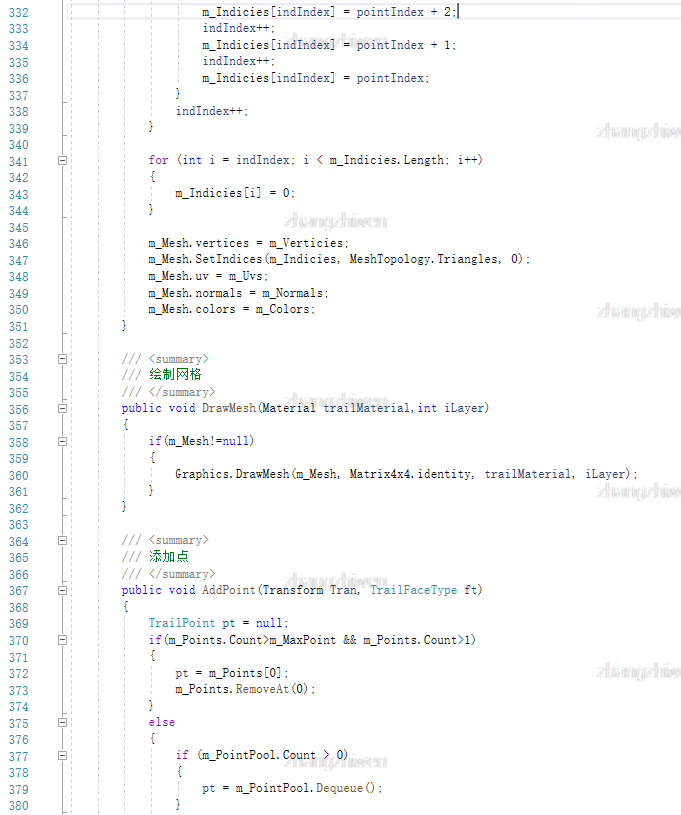 332 m_Indicies[indIndex] = pointIndex + 2;
333 indIndex++;
334 m_Indicies[indIndex] = pointIndex + 1;
335 indIndex++;
336 m_Indicies[indIndex] = pointIndex;
337 }
338 indIndex++;
339 }
340
341 for (int i = indIndex; i < m_Indicies.Length; i++)
342 {
343 m_Indicies[i] = 0;
344 }
345
346 m_Mesh.vertices = m_Verticies;
347 m_Mesh.SetIndices(m_Indicies, MeshTopology.Triangles, 0);
348 m_Mesh.uv = m_Uvs;
349 m_Mesh.normals = m_Normals;
350 m_Mesh.colors = m_Colors;
351 }
352
353 /// <summary>
354 /// 绘制网格
355 /// </summary>
356 public void DrawMesh(Material trailMaterial,int iLayer)
357 {
358 if(m_Mesh!=null)
359 {
360 Graphics.DrawMesh(m_Mesh, Matrix4x4.identity, trailMaterial, iLayer);
361 }
362 }
363
364 /// <summary>
365 /// 添加点
366 /// </summary>
367 public void AddPoint(Transform Tran, TrailFaceType ft)
368 {
369 TrailPoint pt = null;
370 if(m_Points.Count>m_MaxPoint && m_Points.Count>1)
371 {
372 pt = m_Points[0];
373 m_Points.RemoveAt(0);
374 }
375 else
376 {
377 if (m_PointPool.Count > 0)
378 {
379 pt = m_PointPool.Dequeue();
380 }
zhangzhiwen